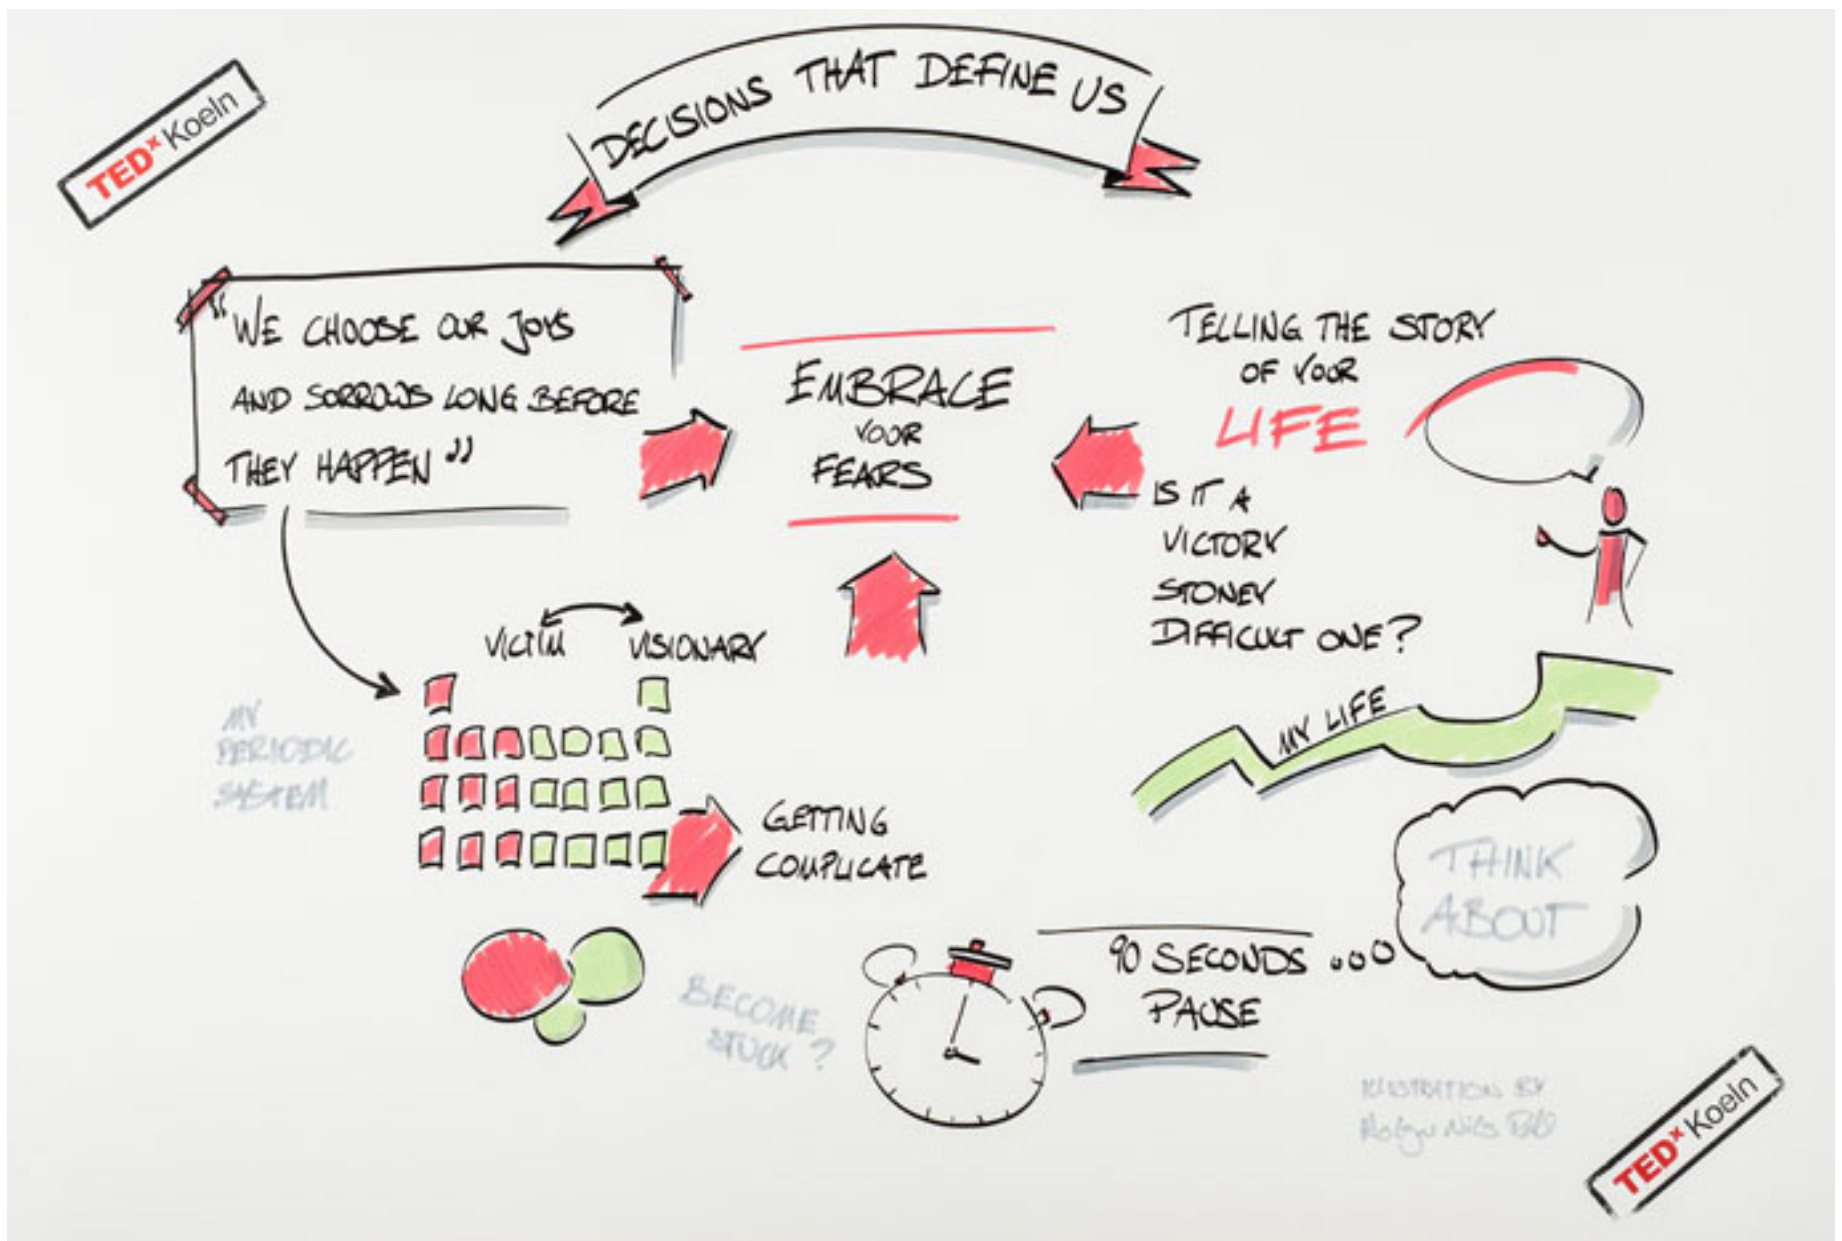 TEDx Koeln
DECISIONS THAT DEFINE US
"WE CHOOSE OUR JOYS
AND SORROWS LONG BEFORE
THEY HAPPEN"
EMBRACE
YOUR
FEARS
TELLING THE STORY
OF YOUR
LIFE
IS IT A
VICTORY
STONEY
DIFFICULT ONE?
VICTIM
VISIONARY
MY
PERIODIC
SYSTEM
MY LIFE
GETTING
COMPLICATE
THINK
ABOUT
90 SECONDS
PAUSE
BECOME
STUCK?
ILLUSTRATION BY
TEDx Koeln